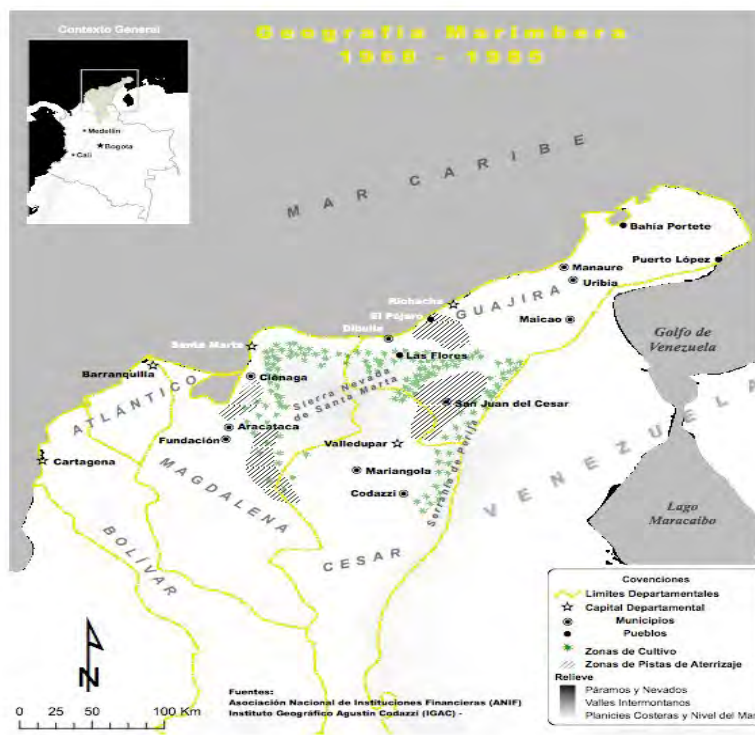 Contexto General
Medellín
Bogota
Cali
Geografía Marimbera
MAR CARIBE
Bahía Portete
Puerto López
Manaure
Uribia
Riohacha
GUAJIRA
El Pájaro
Maicao
Dibulla
Golfo de
Venezuela
Santa Marta
Las Flores
Barranquilla
Ciénaga
Sierra Nevada
de Santa Marta
ATLÁNTICO
San Juan del Cesar
Aracataca
Fundación
Valledupar
Serranía de Perijá
VENEZUELA
Cartagena
MAGDALENA
Mariangola
Codazzi
Lago
Maracaibo
BOLÍVAR
CESAR
N
Covenciones
Límites Departamentales
Capital Departamental
Municipios
Pueblos
Zonas de Cultivo
Zonas de Pistas de Aterrizaje
Relieve
Páramos y Nevados
Valles Intermontanos
Planicies Costeras y Nivel del Mar
Fuentes:
Asociación Nacional de Instituciones Financieras (ANIF)
Instituto Geográfico Agustín Codazzi (IGAC) -
0 25 50 100 Km